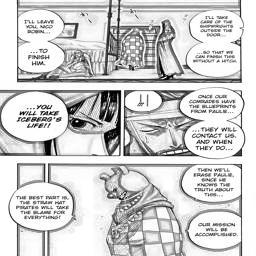 I'LL LEAVE
YOU, NICO
ROBIN...
...TO
FINISH
HIM.
I'LL TAKE
CARE OF THE
SHIPWRIGHTS
OUTSIDE
THE
DOOR...
...SO THAT WE
CAN FINISH THIS
WITHOUT A HITCH.
...YOU
WILL TAKE
ICEBERG'S
LIFE!!
!!
ONCE OUR
COMRADES HAVE
THE BLUEPRINTS
FROM PAULIE...
...THEY WILL
CONTACT US.
AND WHEN
THEY DO...
THEN WE'LL
ERASE PAULIE,
SINCE HE
KNOWS THE
TRUTH ABOUT
THIS...
THE BEST PART IS,
THE STRAW HAT
PIRATES WILL TAKE
THE BLAME FOR
EVERYTHING!
OUR MISSION
WILL BE
ACCOMPLISHED.